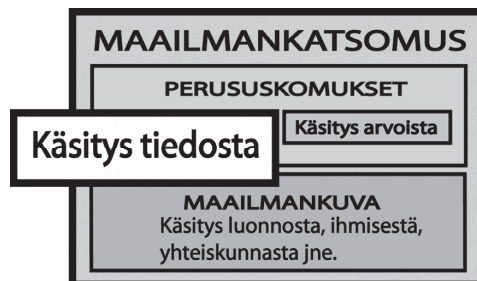 MAAILMANKATSOMUS
PERUSUSKOMUKSET
Käsitys tiedosta
Käsitys arvoista
MAAILMANKUVA
Käsitys luonnosta, ihmisestä,
yhteiskunnasta jne.